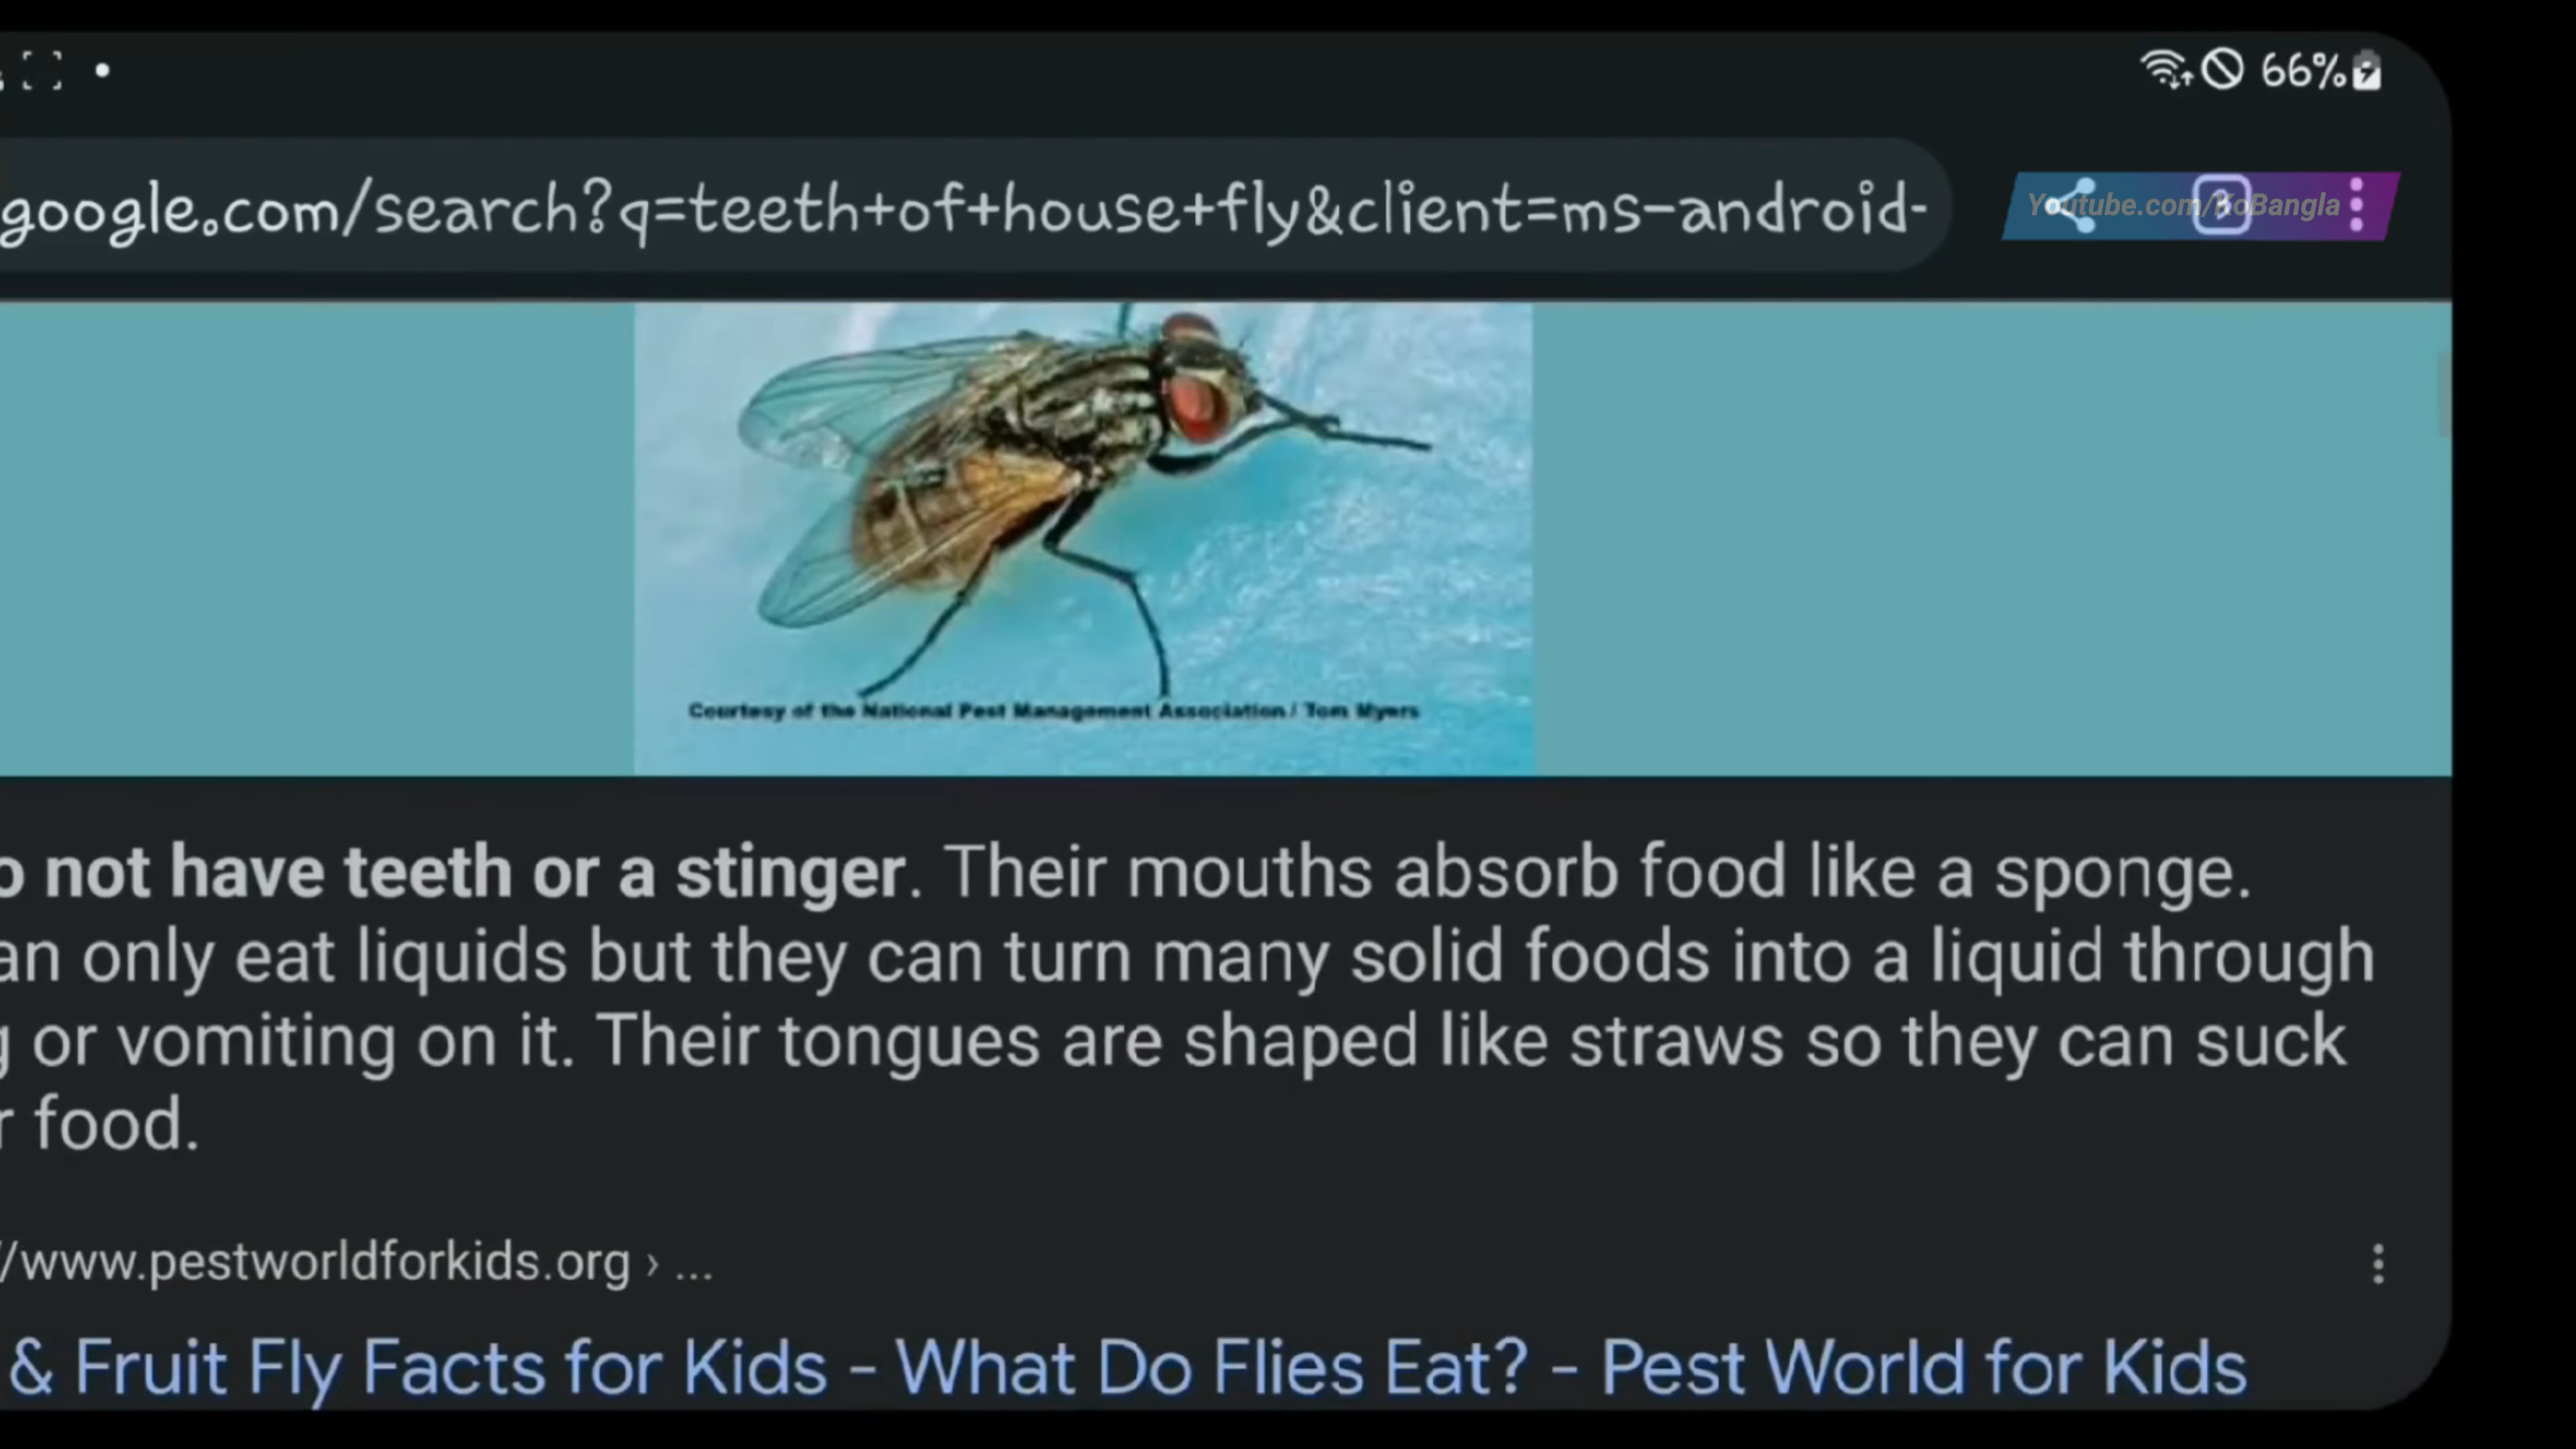 66%
google.com/search?q=teeth+of+house+fly&client=ms-android-
Youtube.com/KoBangla
Courtesy of the National Pest Management Association / Tom Myers
o not have teeth or a stinger. Their mouths absorb food like a sponge.
an only eat liquids but they can turn many solid foods into a liquid through
g or vomiting on it. Their tongues are shaped like straws so they can suck
r food.
//www.pestworldforkids.org › ...
& Fruit Fly Facts for Kids - What Do Flies Eat? - Pest World for Kids